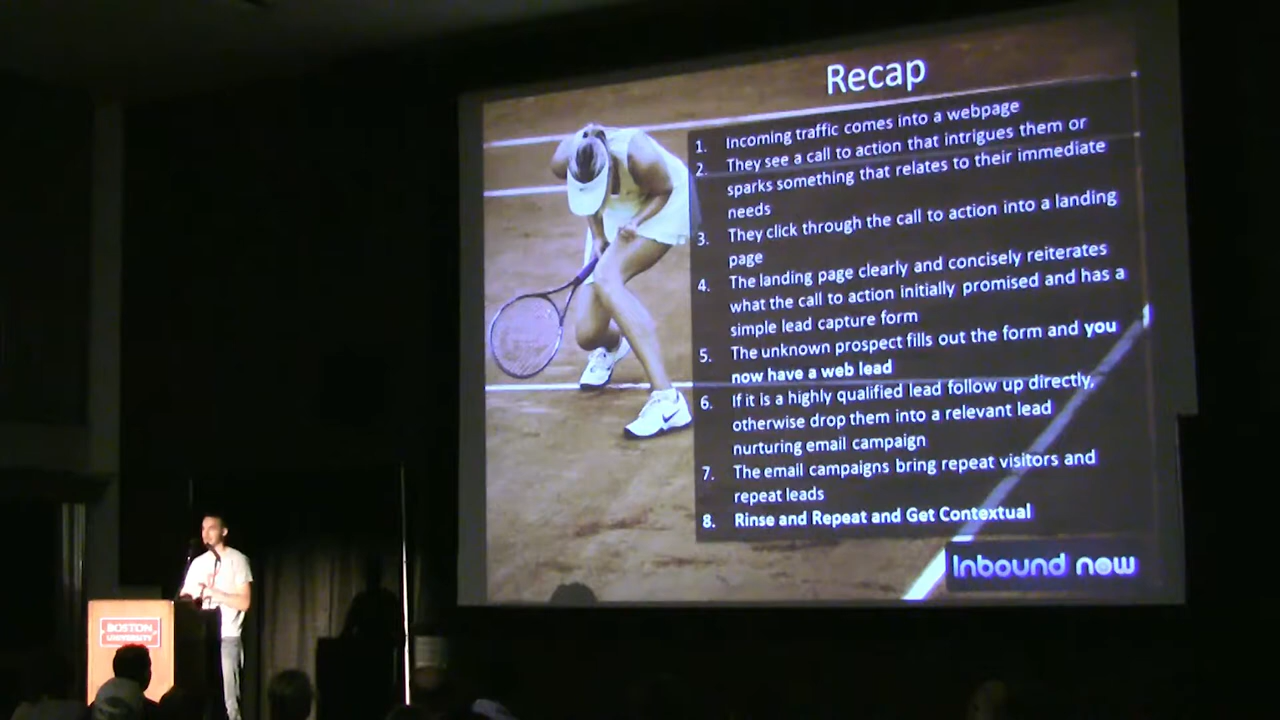 Recap
1. Incoming traffic comes into a webpage
2. They see a call to action that intrigues them or
sparks something that relates to their immediate
needs
3. They click through the call to action into a landing
page
4. The landing page clearly and concisely reiterates
what the call to action initially promised and has a
simple lead capture form
5. The unknown prospect fills out the form and you
now have a web lead
6. If it is a highly qualified lead follow up directly,
otherwise drop them into a relevant lead
nurturing email campaign
7. The email campaigns bring repeat visitors and
repeat leads
8. Rinse and Repeat and Get Contextual
Inbound now
BOSTON
UNIVERSITY